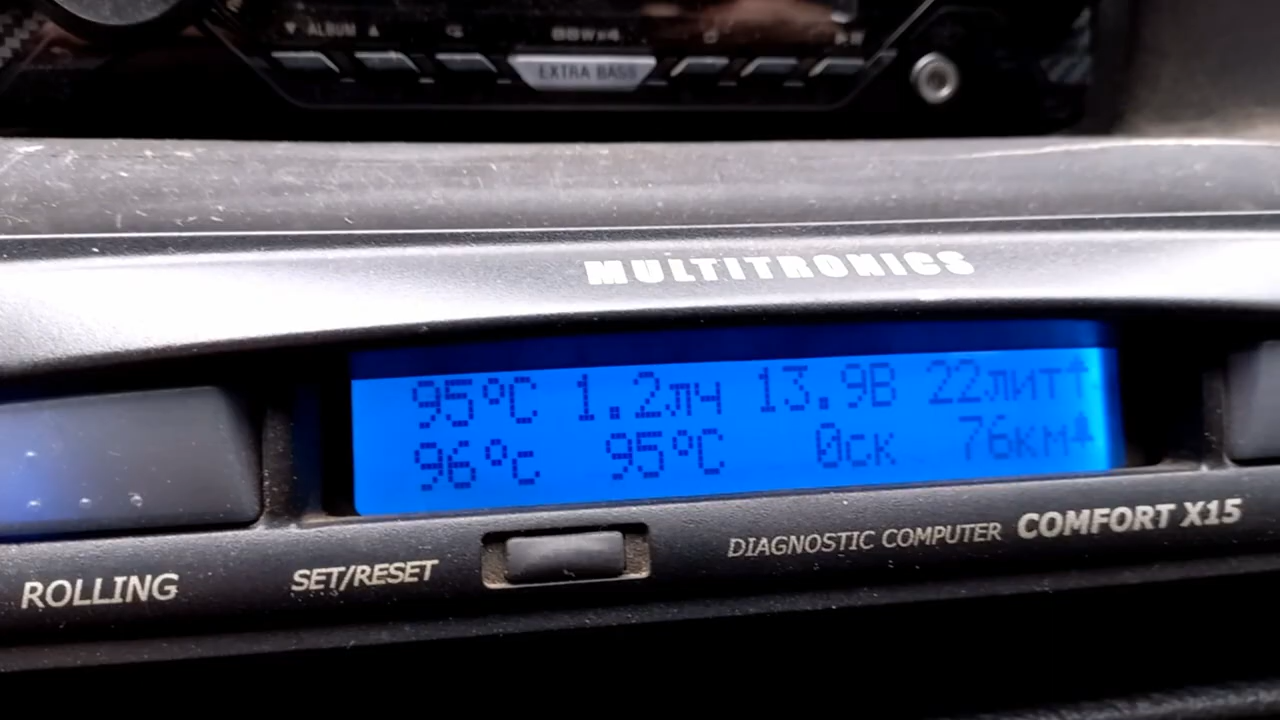 ▼ ALBUM ▲
EXTRA BASS
MULTITRONICS
95°C 1.2лч 13.9В 22лит↑
96°с 95°С 0ск 76км
ROLLING
SET/RESET
DIAGNOSTIC COMPUTER COMFORT X15